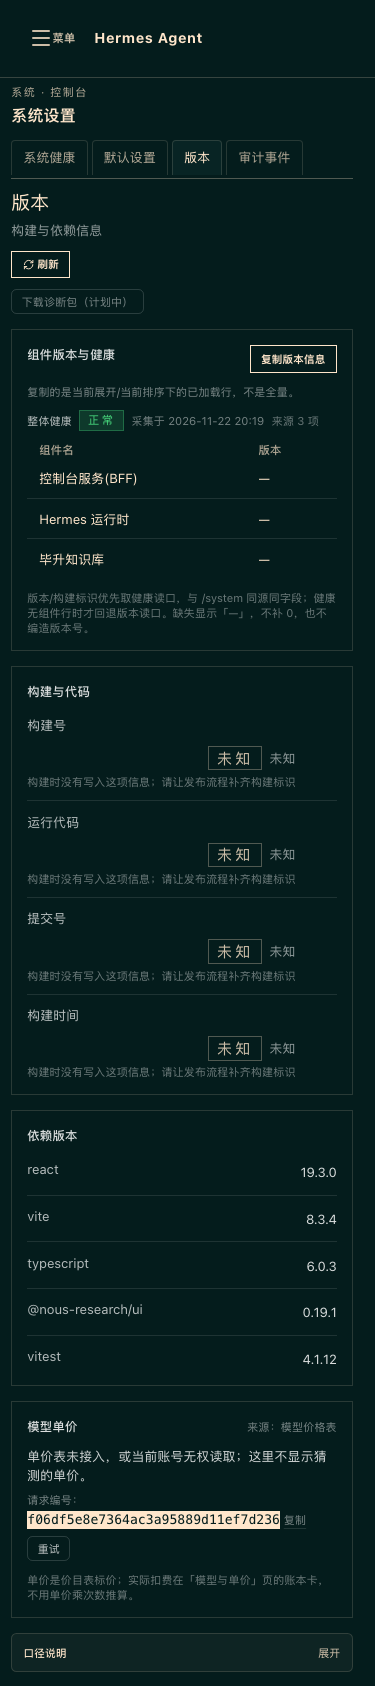 菜单 Hermes Agent
系统 · 控制台
系统设置
系统健康 默认设置 版本 审计事件
版本
构建与依赖信息
刷新
下载诊断包（计划中）
组件版本与健康 复制版本信息
复制的是当前展开/当前排序下的已加载行，不是全量。
整体健康 正常 采集于 2026-11-22 20:19 来源 3 项
组件名 版本
控制台服务(BFF) —
Hermes 运行时 —
毕升知识库 —
版本/构建标识优先取健康读口，与 /system 同源同字段；健康
无组件行时才回退版本读口。缺失显示「—」，不补 0，也不
编造版本号。
构建与代码
构建号
未知 未知
构建时没有写入这项信息；请让发布流程补齐构建标识
运行代码
未知 未知
构建时没有写入这项信息；请让发布流程补齐构建标识
提交号
未知 未知
构建时没有写入这项信息；请让发布流程补齐构建标识
构建时间
未知 未知
构建时没有写入这项信息；请让发布流程补齐构建标识
依赖版本
react 19.3.0
vite 8.3.4
typescript 6.0.3
@nous-research/ui 0.19.1
vitest 4.1.12
模型单价 来源：模型价格表
单价表未接入，或当前账号无权读取；这里不显示猜
测的单价。
请求编号：
f06df5e8e7364ac3a95889d11ef7d236 复制
重试
单价是价目表标价；实际扣费在「模型与单价」页的账本卡，
不用单价乘次数推算。
口径说明 展开